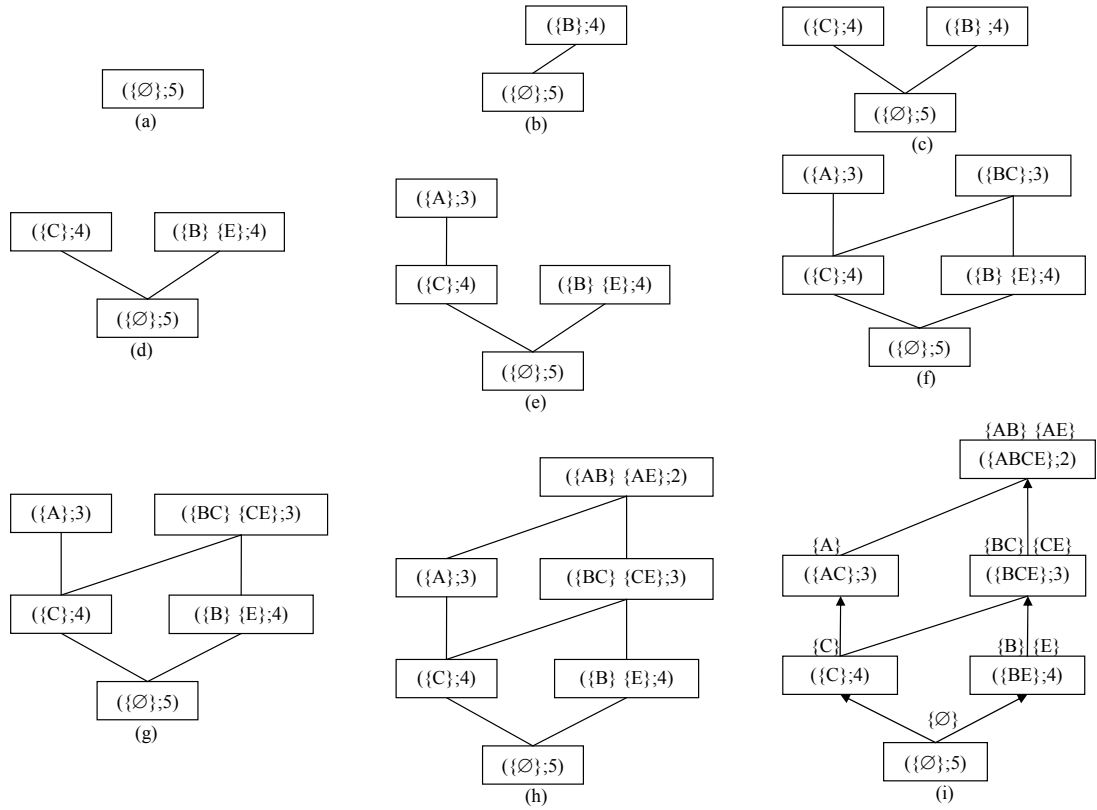 ({∅};5)
(a)
({B};4)
({∅};5)
(b)
({C};4)
({B} ;4)
({∅};5)
(c)
({C};4)
({B} {E};4)
({∅};5)
(d)
({A};3)
({C};4)
({B} {E};4)
({∅};5)
(e)
({A};3)
({BC};3)
({C};4)
({B} {E};4)
({∅};5)
(f)
({A};3)
({BC} {CE};3)
({C};4)
({B} {E};4)
({∅};5)
(g)
({AB} {AE};2)
({A};3)
({BC} {CE};3)
({C};4)
({B} {E};4)
({∅};5)
(h)
{AB} {AE}
({ABCE};2)
{A}
{BC} {CE}
({AC};3)
({BCE};3)
{C}
{B} {E}
({C};4)
({BE};4)
{∅}
({∅};5)
(i)